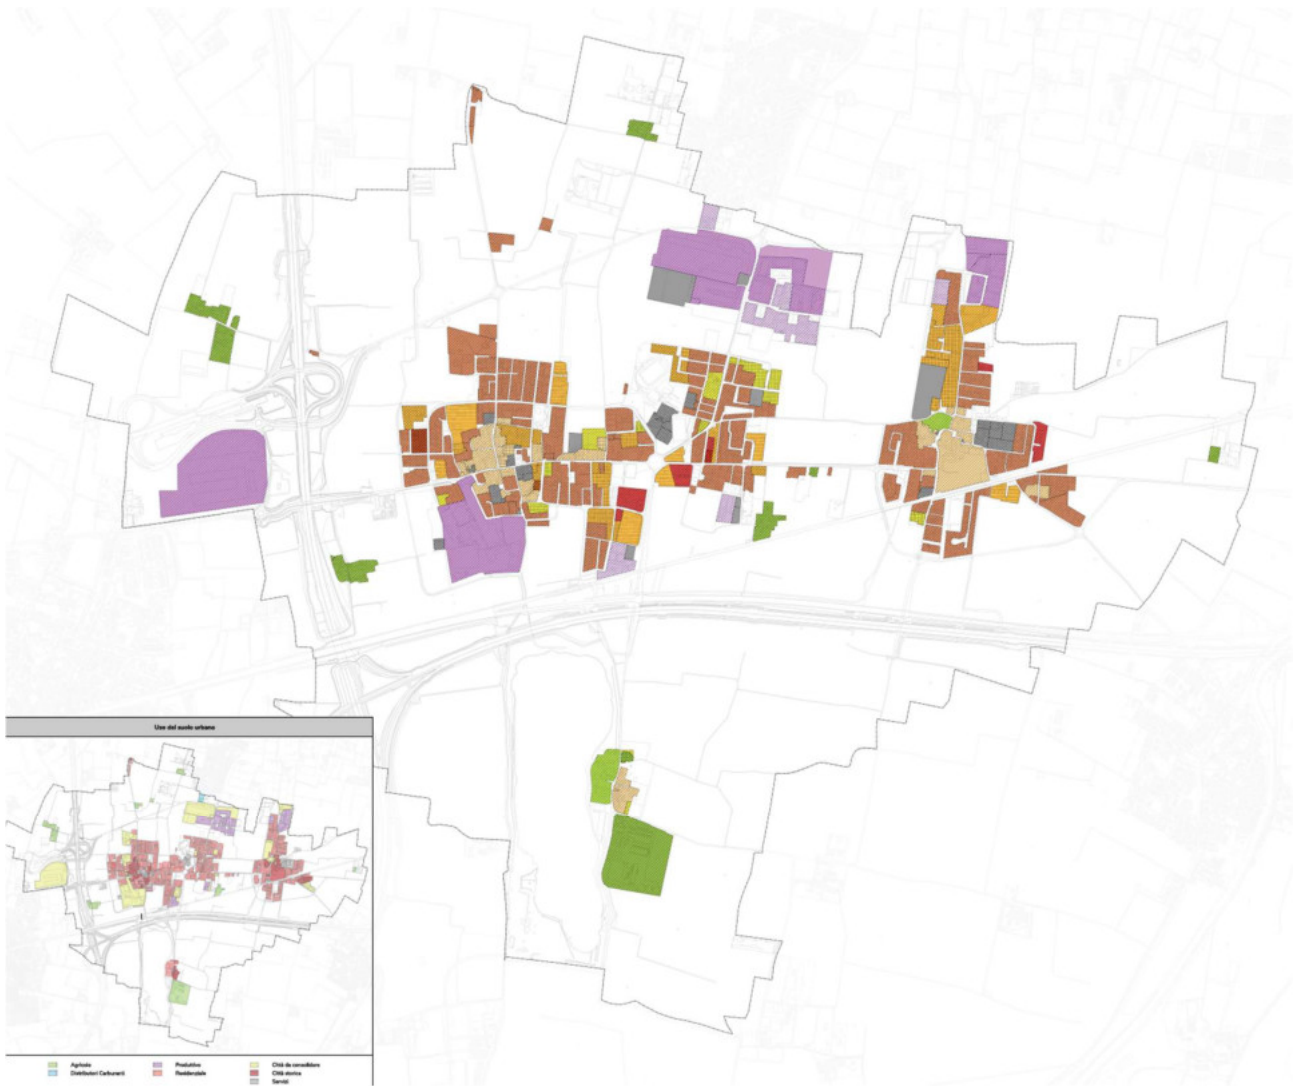 Uso del suolo urbano
Agricolo
Produttivo
Città da consolidare
Distributori Carburanti
Residenziale
Città storica
Servizi